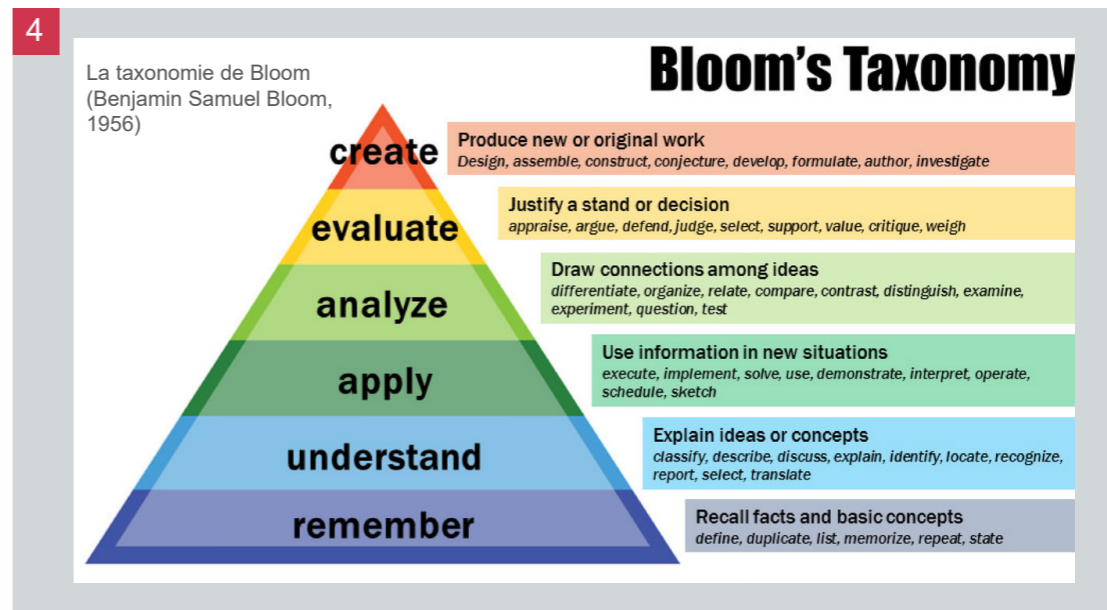 4
La taxonomie de Bloom
(Benjamin Samuel Bloom,
1956)
Bloom's Taxonomy
create
Produce new or original work
Design, assemble, construct, conjecture, develop, formulate, author, investigate
evaluate
Justify a stand or decision
appraise, argue, defend, judge, select, support, value, critique, weigh
analyze
Draw connections among ideas
differentiate, organize, relate, compare, contrast, distinguish, examine,
experiment, question, test
apply
Use information in new situations
execute, implement, solve, use, demonstrate, interpret, operate,
schedule, sketch
understand
Explain ideas or concepts
classify, describe, discuss, explain, identify, locate, recognize,
report, select, translate
remember
Recall facts and basic concepts
define, duplicate, list, memorize, repeat, state